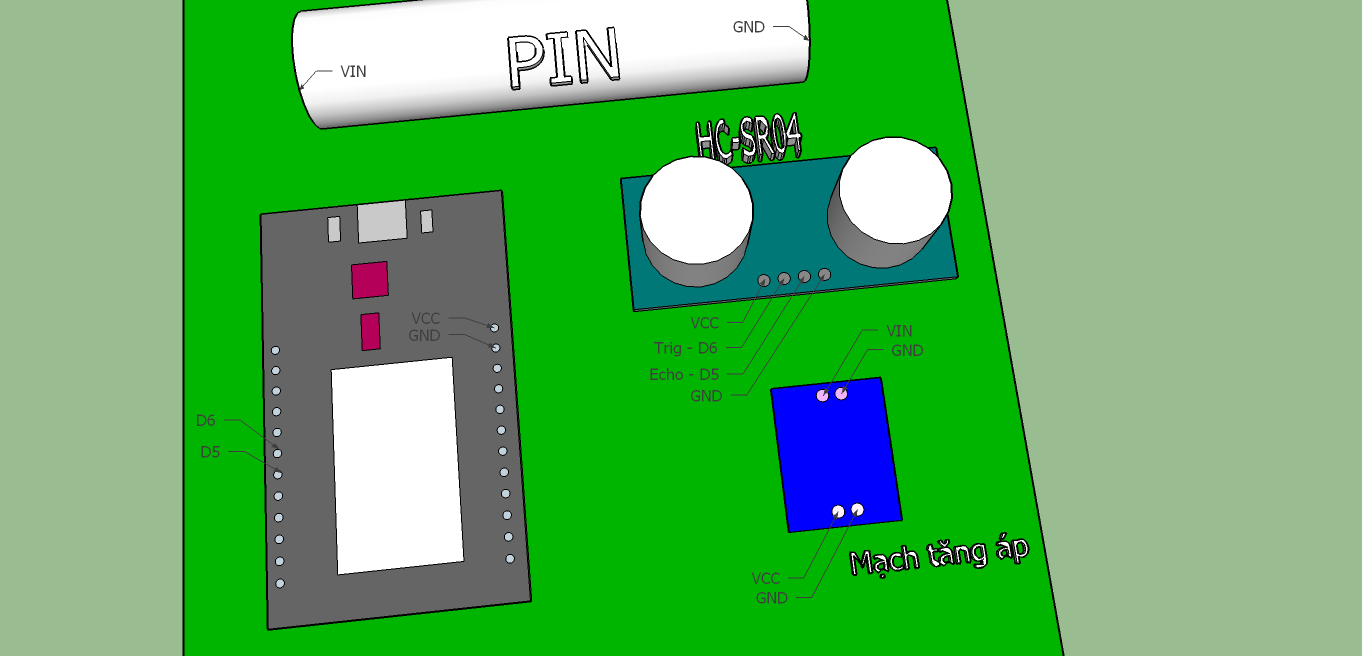 GND
VIN
PIN
HC-SR04
VCC
GND
D6
D5
VCC
Trig - D6
Echo - D5
GND
VIN
GND
Mạch tăng áp
VCC
GND